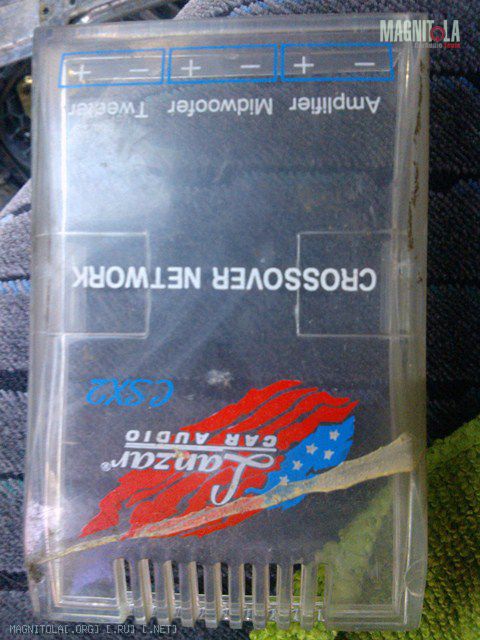 MAGNITOLA
Lanzar®
CAR AUDIO
CSX2
CROSSOVER NETWORK
Amplifier Midwoofer Tweeter
− + − + − +
MAGNITOLA[.ORG] [.RU] [.NET]